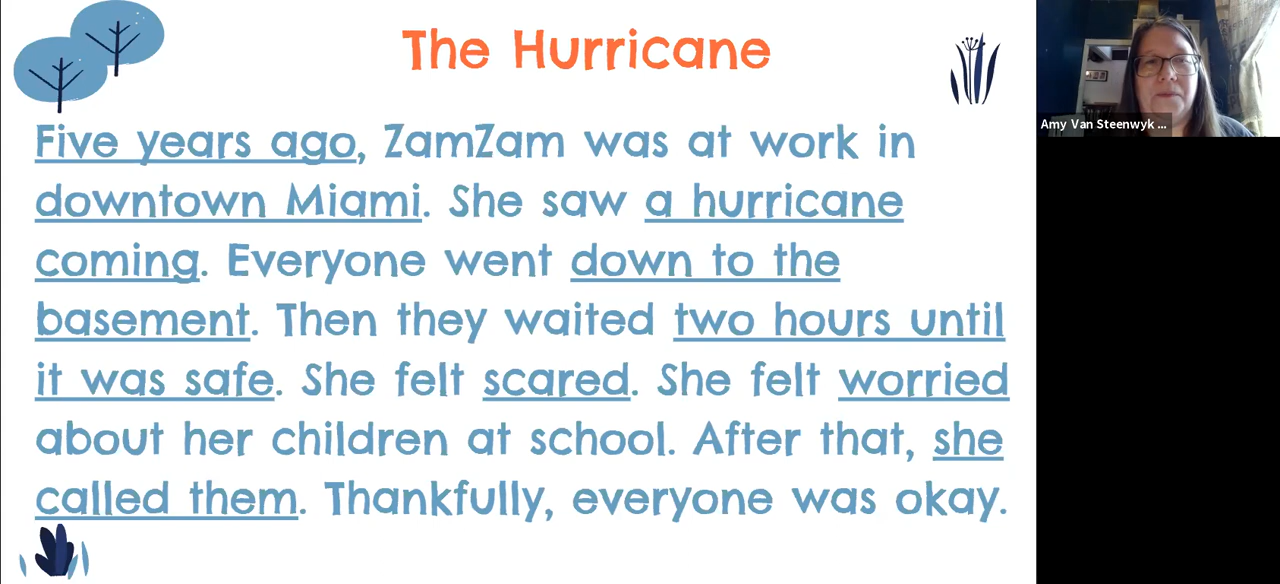 The Hurricane
Five years ago, ZamZam was at work in
downtown Miami. She saw a hurricane
coming. Everyone went down to the
basement. Then they waited two hours until
it was safe. She felt scared. She felt worried
about her children at school. After that, she
called them. Thankfully, everyone was okay.
Amy Van Steenwyk ...